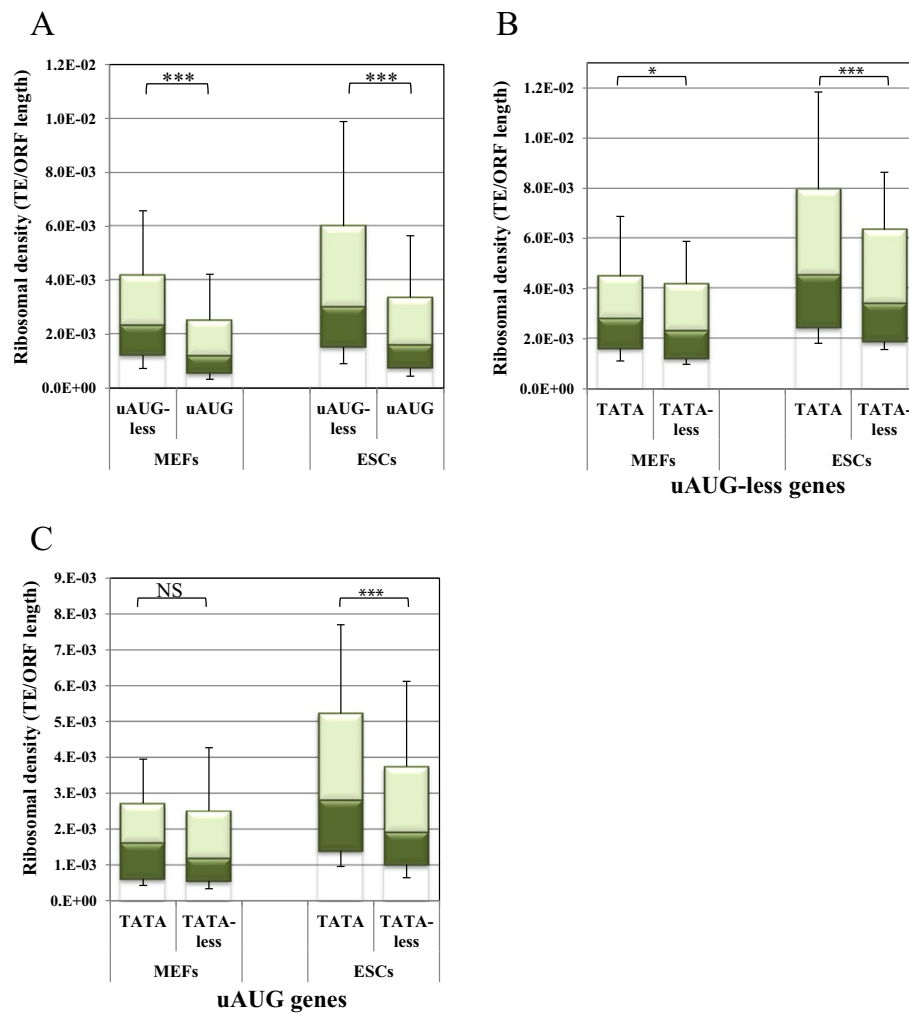 A
Ribosomal density (TE/ORF length)
1.2E-02
1.0E-02
8.0E-03
6.0E-03
4.0E-03
2.0E-03
0.0E+00
*** ***
uAUG-less uAUG uAUG-less uAUG
MEFs ESCs
B
Ribosomal density (TE/ORF length)
1.2E-02
1.0E-02
8.0E-03
6.0E-03
4.0E-03
2.0E-03
0.0E+00
* ***
TATA TATA-less TATA TATA-less
MEFs ESCs
uAUG-less genes
C
Ribosomal density (TE/ORF length)
9.E-03
8.E-03
7.E-03
6.E-03
5.E-03
4.E-03
3.E-03
2.E-03
1.E-03
0.E+00
NS ***
TATA TATA-less TATA TATA-less
MEFs ESCs
uAUG genes